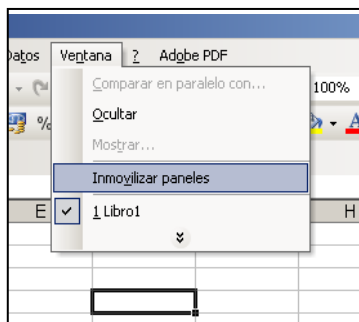 Datos Ventana ? Adobe PDF
Comparar en paralelo con... 100%
% Ocultar A
Mostrar...
Inmovilizar paneles
E 1 Libro1 H